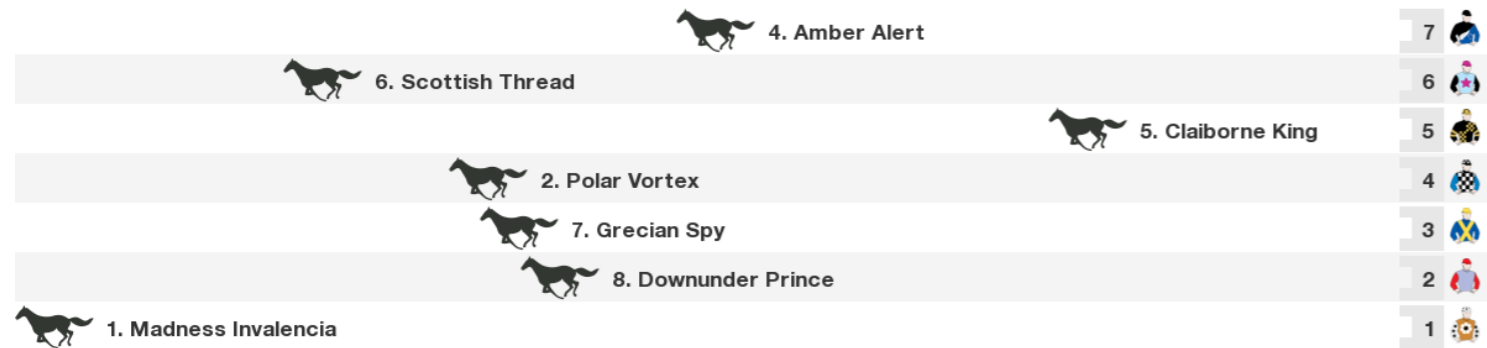 4. Amber Alert 7
6. Scottish Thread 6
5. Claiborne King 5
2. Polar Vortex 4
7. Grecian Spy 3
8. Downunder Prince 2
1. Madness Invalencia 1